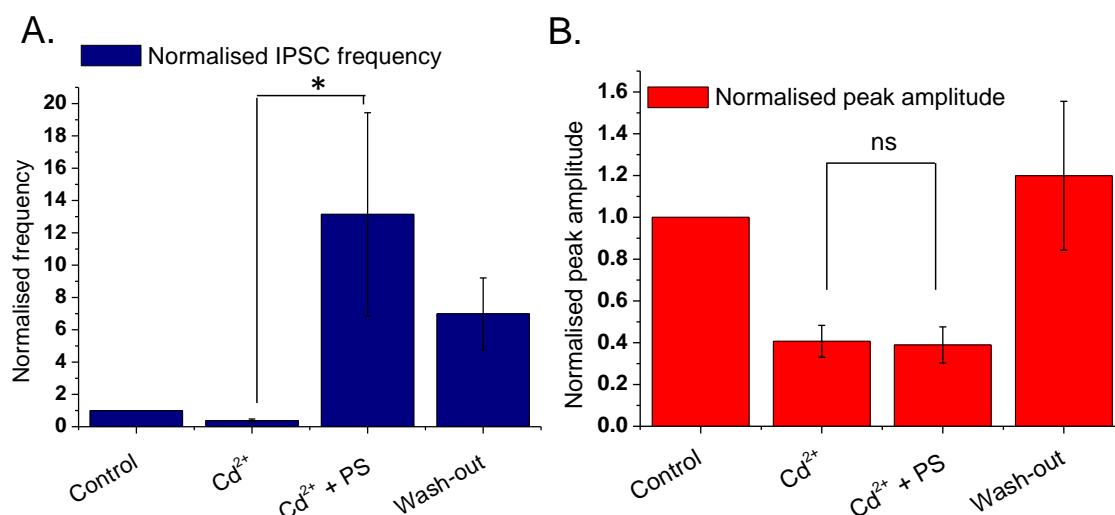 A.
Normalised IPSC frequency
*
20
18
16
14
12
10
8
6
4
2
0
Normalised frequency
Control
Cd²⁺
Cd²⁺ + PS
Wash-out
B.
Normalised peak amplitude
ns
1.6
1.4
1.2
1.0
0.8
0.6
0.4
0.2
0.0
Normalised peak amplitude
Control
Cd²⁺
Cd²⁺ + PS
Wash-out